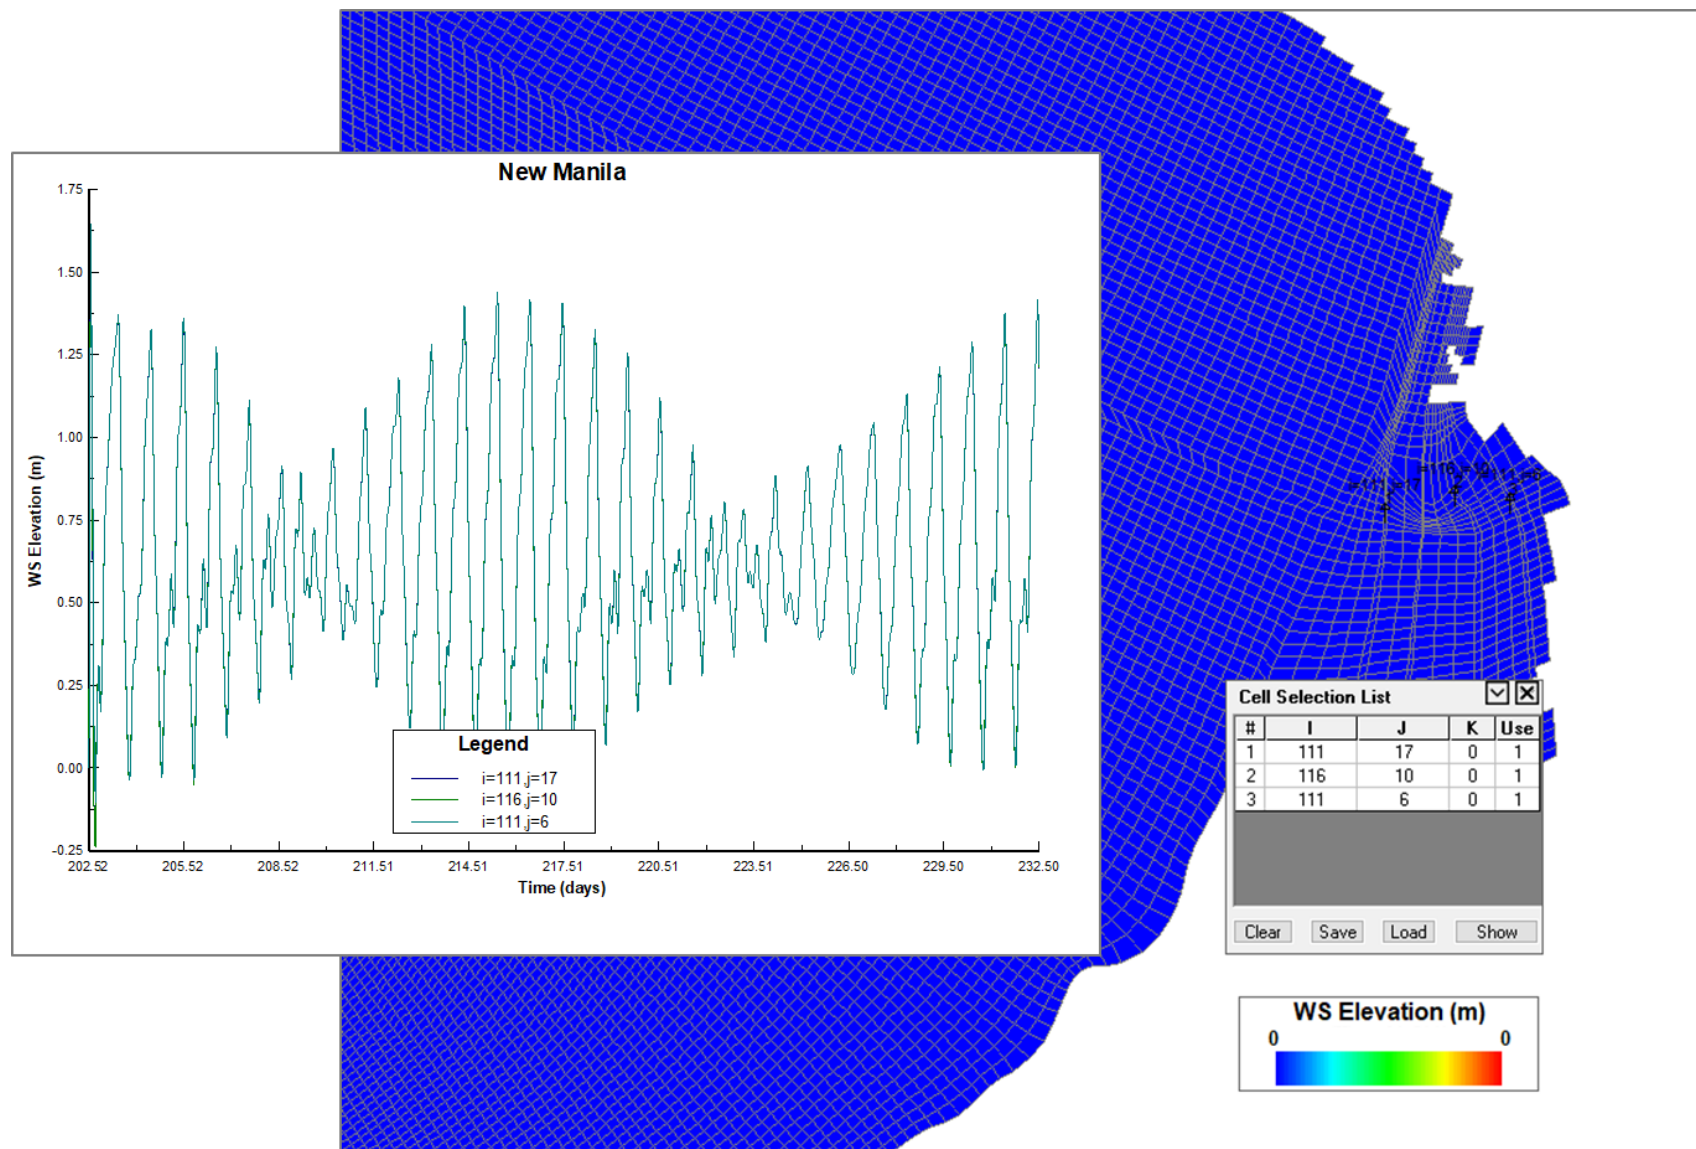 New Manila
1.75
1.50
1.25
1.00
0.75
0.50
0.25
0.00
-0.25
WS Elevation (m)
202.52 205.52 208.52 211.51 214.51 217.51 220.51 223.51 226.50 229.50 232.50
Time (days)
Legend
i=111,j=17
i=116,j=10
i=111,j=6
Cell Selection List
# I J K Use
1 111 17 0 1
2 116 10 0 1
3 111 6 0 1
Clear Save Load Show
WS Elevation (m)
0 0